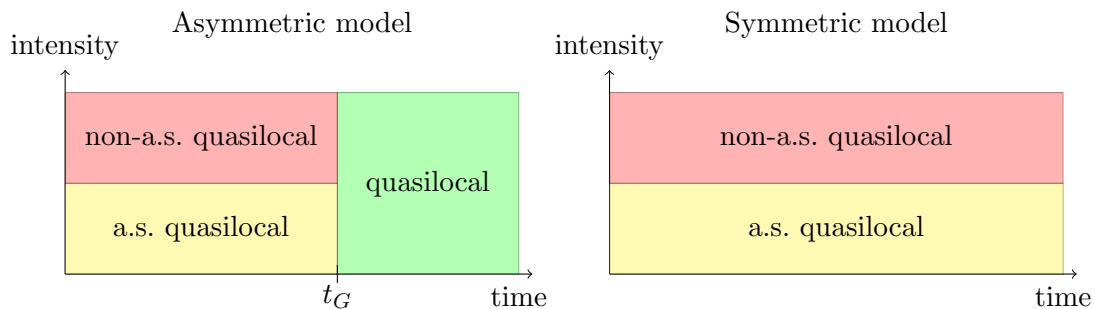 Asymmetric model
intensity
non-a.s. quasilocal
a.s. quasilocal
quasilocal
t_G
time
Symmetric model
intensity
non-a.s. quasilocal
a.s. quasilocal
time